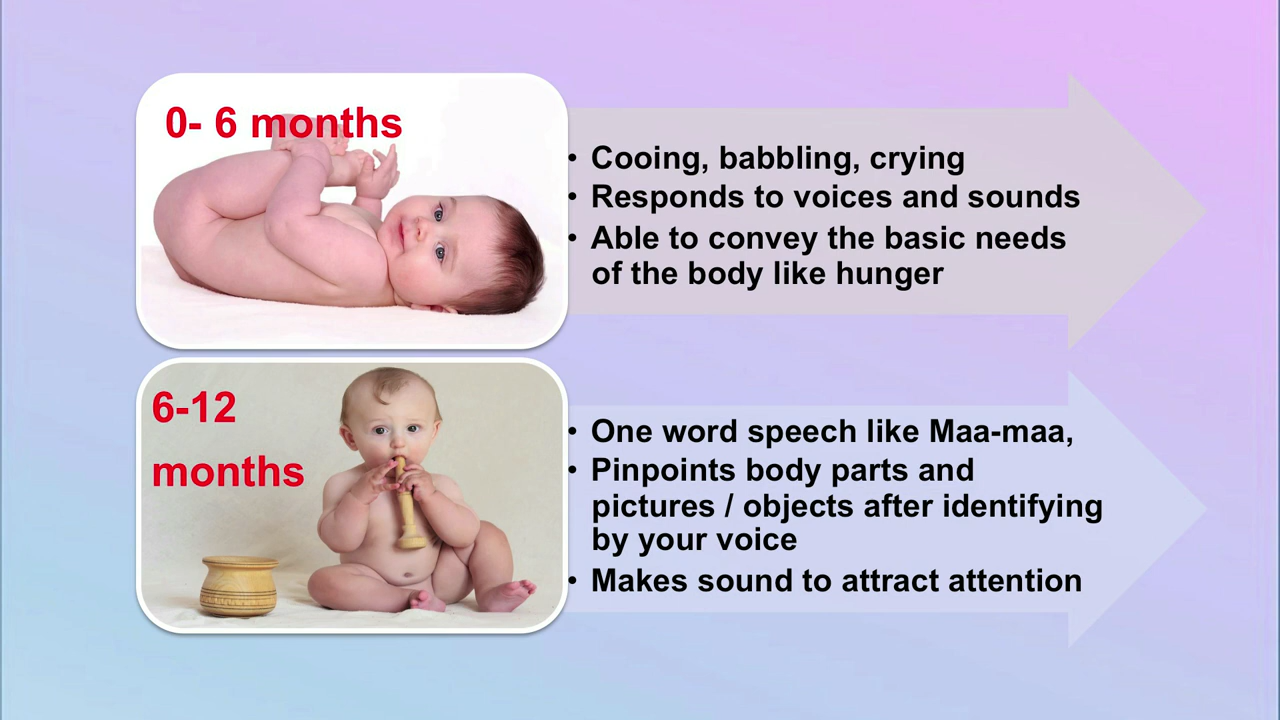 0- 6 months
• Cooing, babbling, crying
• Responds to voices and sounds
• Able to convey the basic needs
of the body like hunger
6-12
months
• One word speech like Maa-maa,
• Pinpoints body parts and
pictures / objects after identifying
by your voice
• Makes sound to attract attention